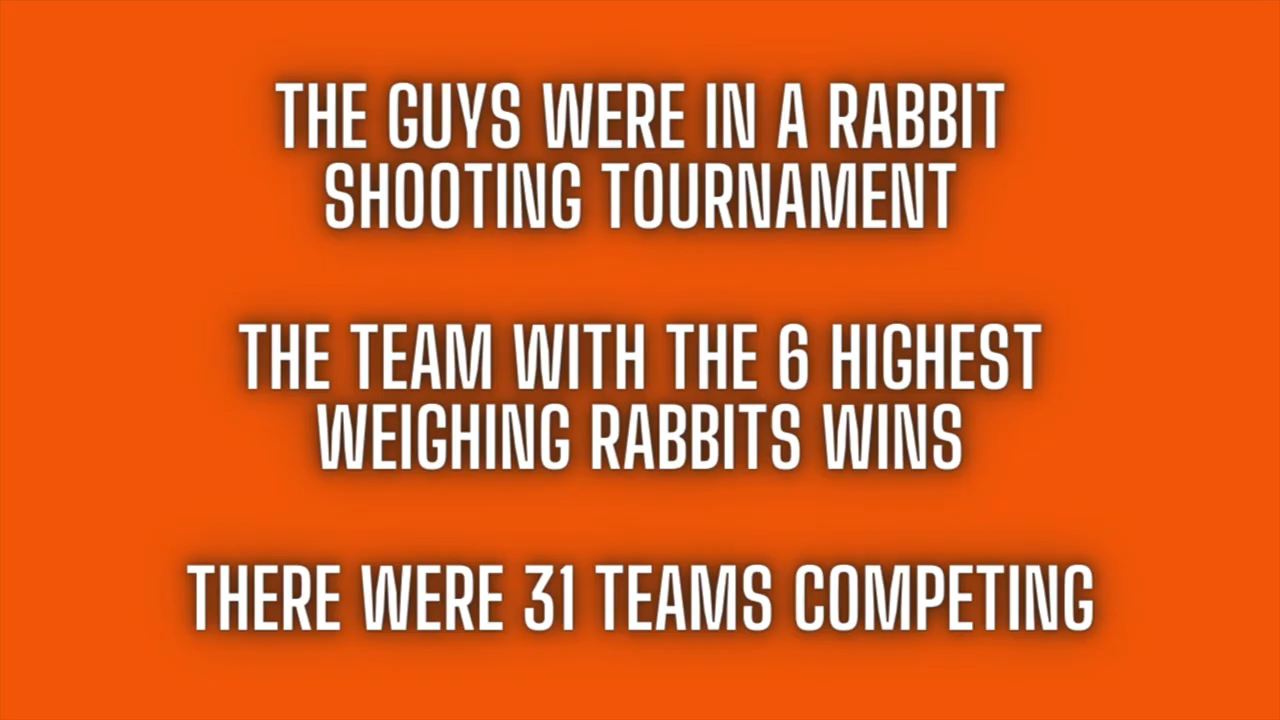 THE GUYS WERE IN A RABBIT
SHOOTING TOURNAMENT
THE TEAM WITH THE 6 HIGHEST
WEIGHING RABBITS WINS
THERE WERE 31 TEAMS COMPETING